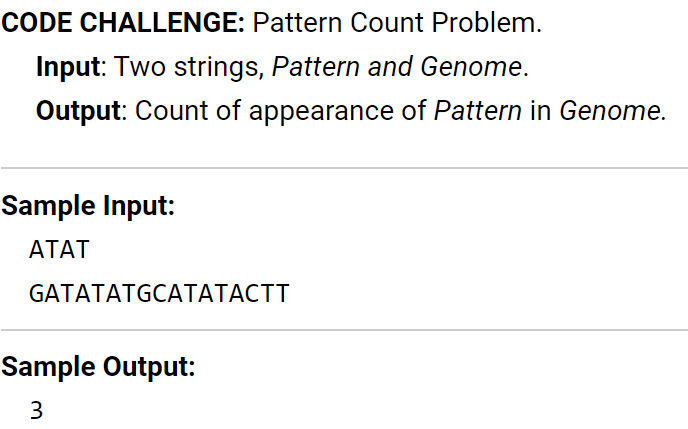 CODE CHALLENGE: Pattern Count Problem.
Input: Two strings, Pattern and Genome.
Output: Count of appearance of Pattern in Genome.
Sample Input:
ATAT
GATATATGCATATACTT
Sample Output:
3